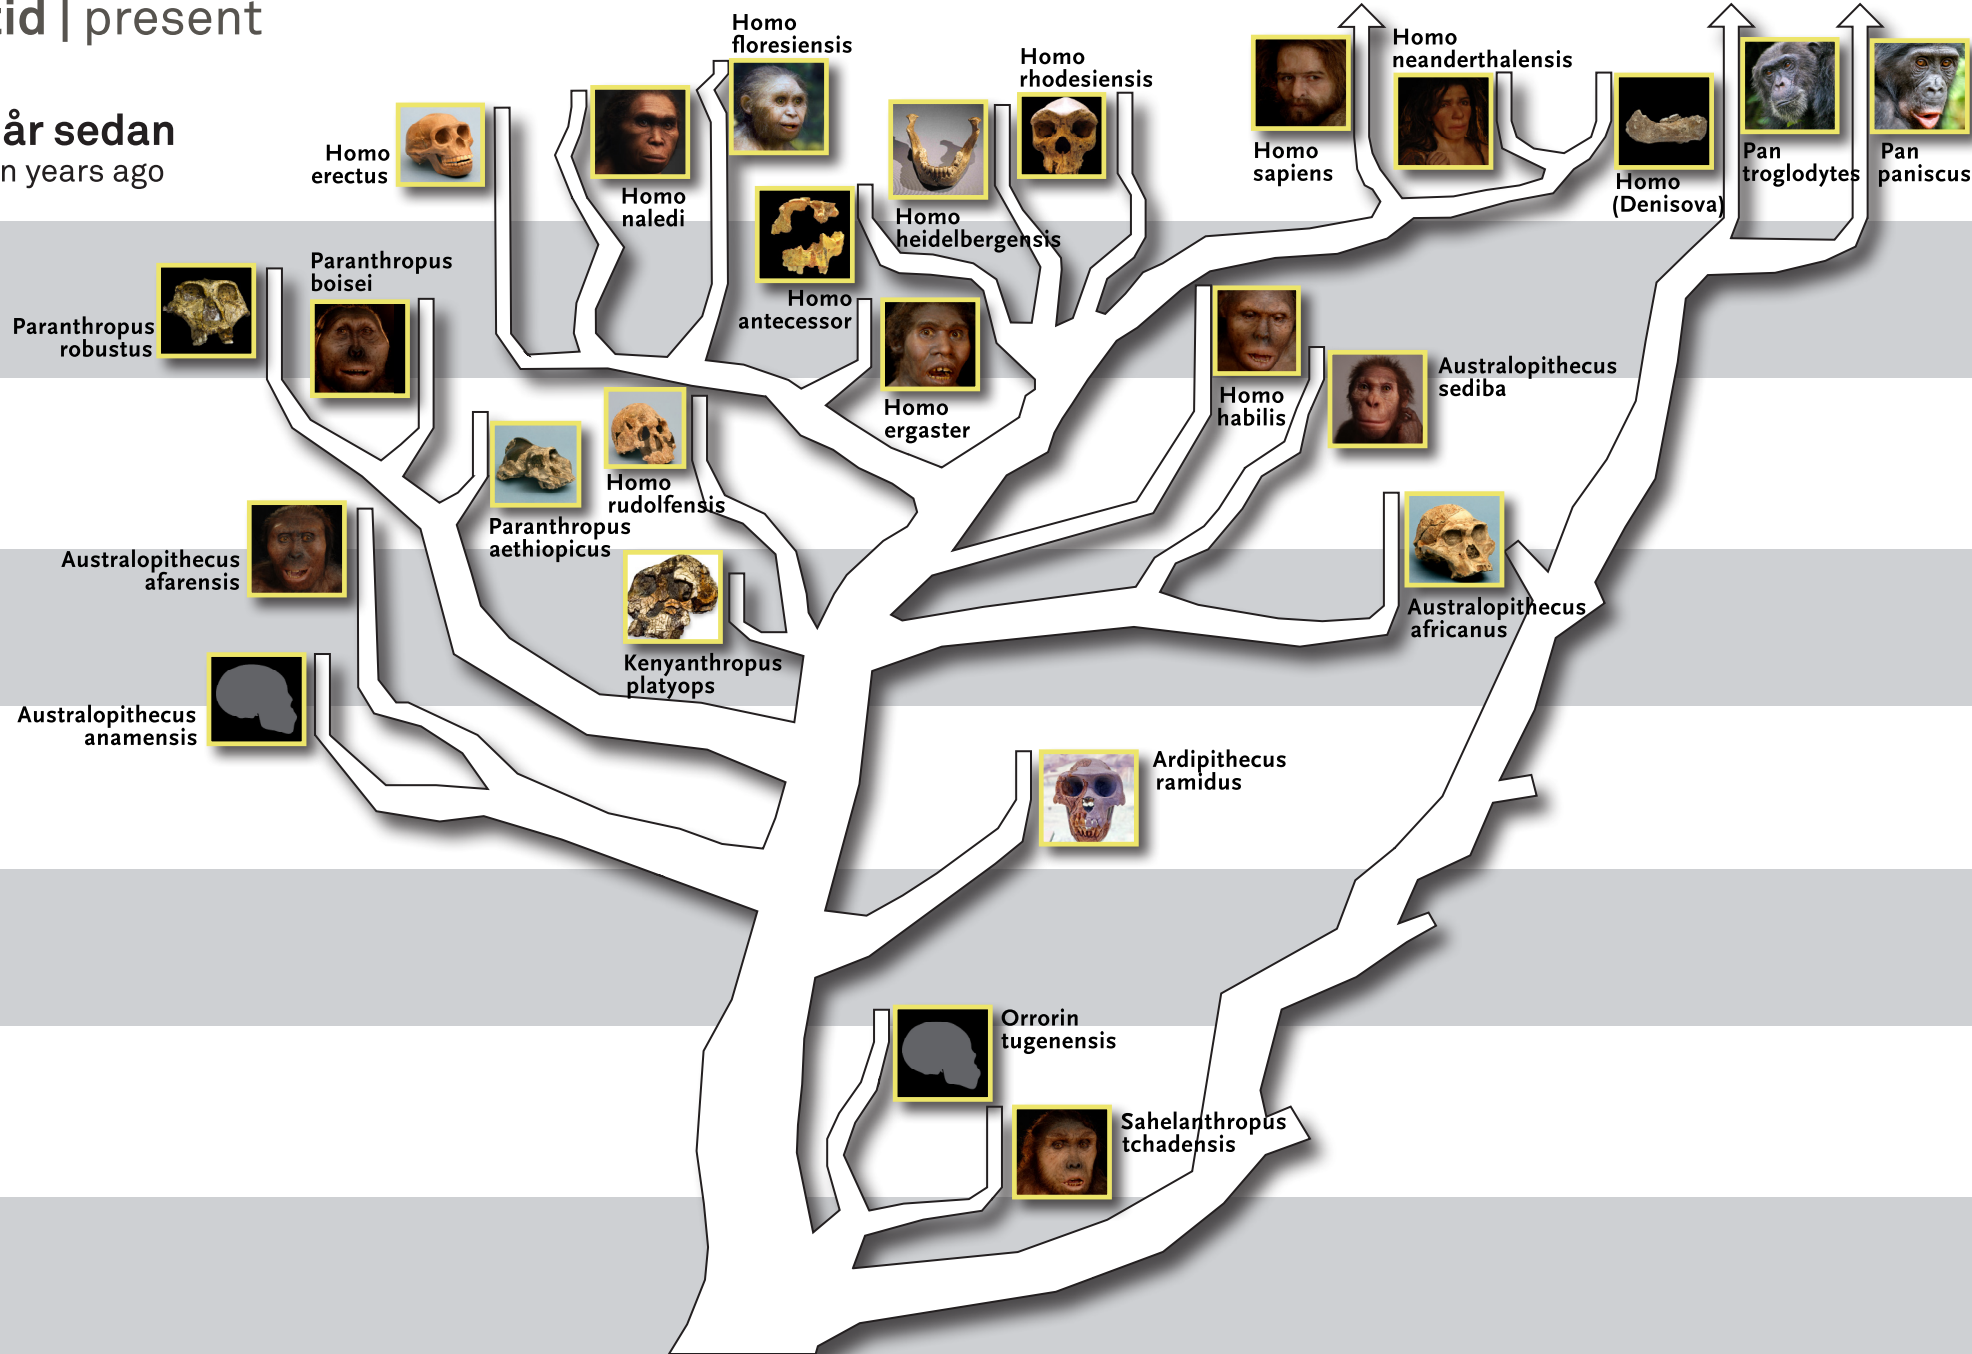 tid | present
år sedan
n years ago
Homo
erectus
Homo
naledi
Homo
floresiensis
Homo
antecessor
Homo
heidelbergensis
Homo
rhodesiensis
Homo
ergaster
Homo
sapiens
Homo
neanderthalensis
Homo
(Denisova)
Pan
troglodytes
Pan
paniscus
Paranthropus
robustus
Paranthropus
boisei
Paranthropus
aethiopicus
Homo
rudolfensis
Homo
habilis
Australopithecus
sediba
Australopithecus
afarensis
Kenyanthropus
platyops
Australopithecus
africanus
Australopithecus
anamensis
Ardipithecus
ramidus
Orrorin
tugenensis
Sahelanthropus
tchadensis